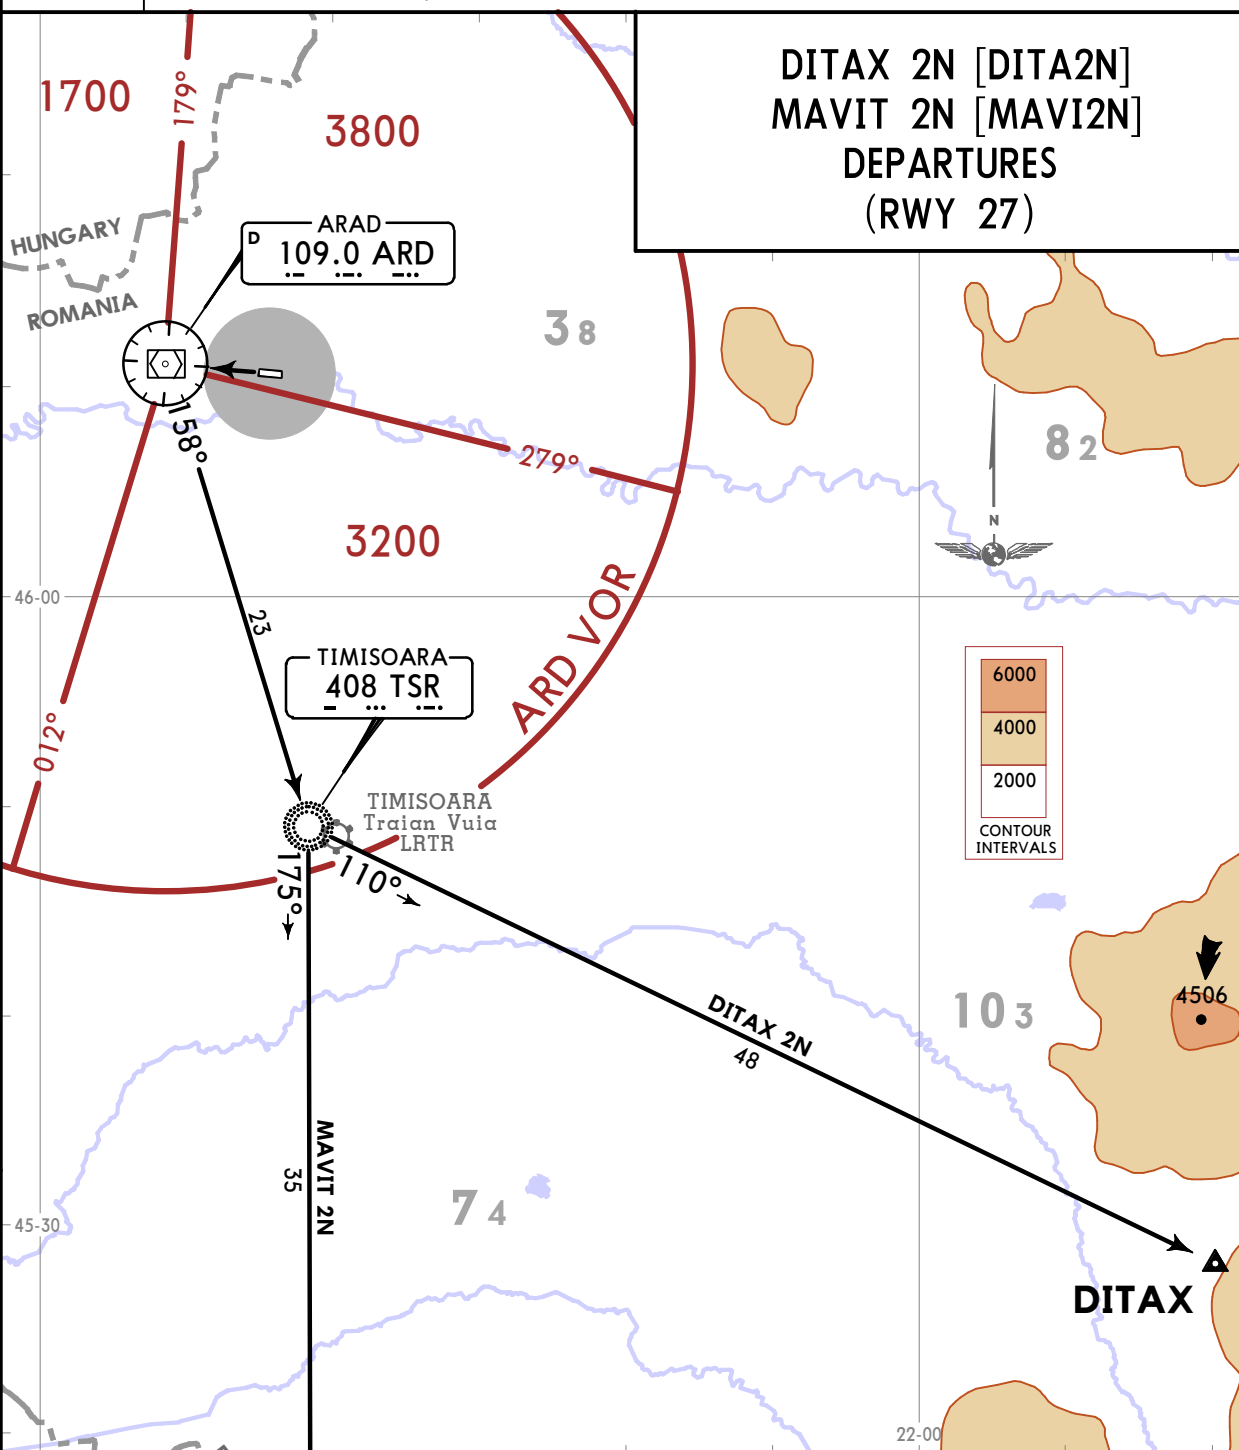 DITAX 2N [DITA2N]
MAVIT 2N [MAVI2N]
DEPARTURES
(RWY 27)
1700
179°
3800
HUNGARY
ROMANIA
ARAD
D 109.0 ARD
38
279°
158°
82
N
3200
46-00
23
ARD VOR
TIMISOARA
408 TSR
012°
6000
4000
2000
CONTOUR
INTERVALS
TIMISOARA
Traian Vuia
LRTR
175°
110°
4506
103
DITAX 2N
48
MAVIT 2N
35
74
45-30
DITAX
22-00